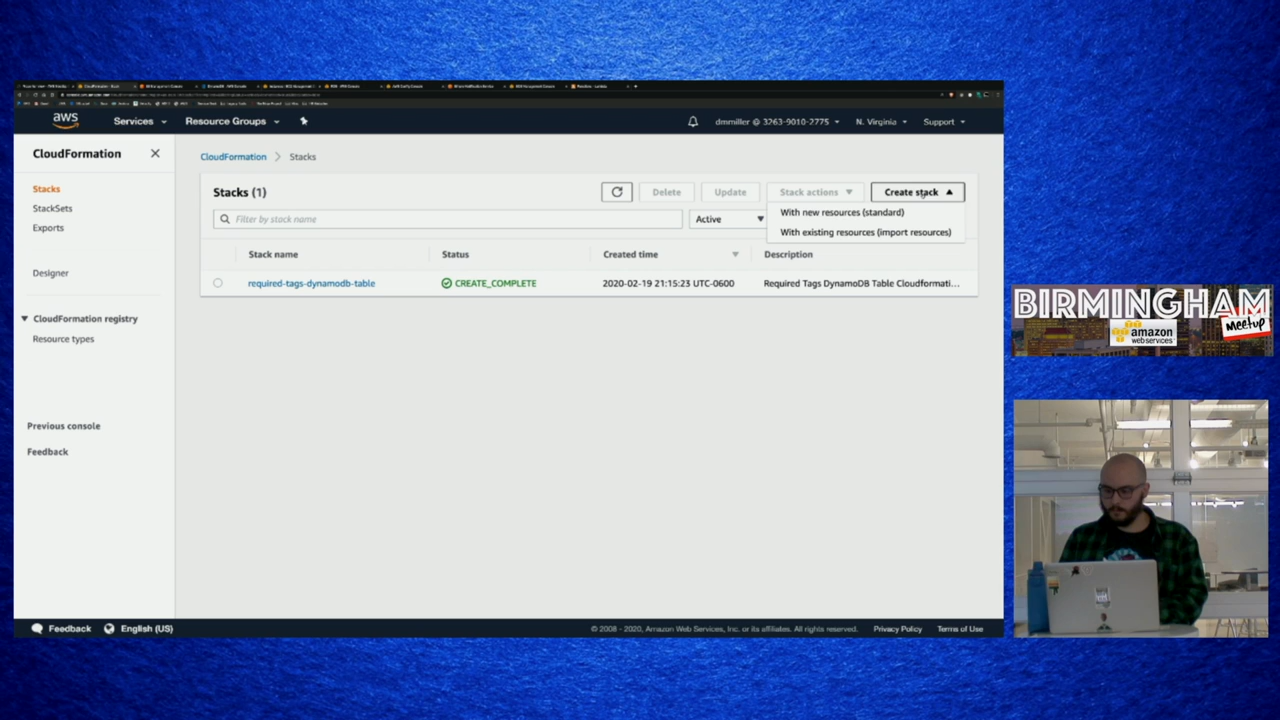 aws
Services
Resource Groups
dmmiller @ 3263-9010-2775
N. Virginia
Support
CloudFormation
CloudFormation
Stacks
Stacks
StackSets
Exports
Designer
CloudFormation registry
Resource types
Previous console
Feedback
Stacks (1)
Delete
Update
Stack actions
Create stack
With new resources (standard)
With existing resources (import resources)
Filter by stack name
Active
Stack name
Status
Created time
Description
required-tags-dynamodb-table
CREATE_COMPLETE
2020-02-19 21:15:23 UTC-0600
Required Tags DynamoDB Table Cloudformati...
BIRMINGHAM
amazon
webservices
Meetup
Feedback
English (US)
© 2008 - 2020, Amazon Web Services, Inc. or its affiliates. All rights reserved.
Privacy Policy
Terms of Use